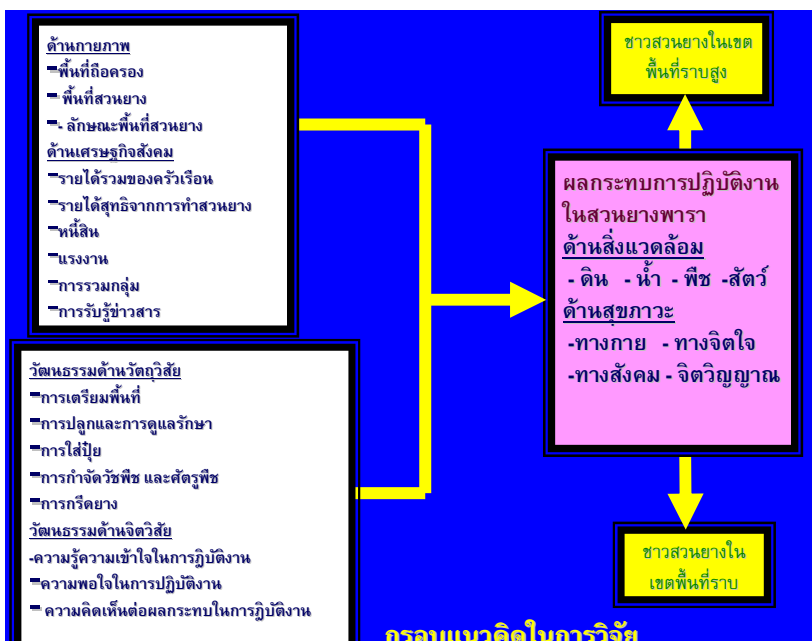 ด้านกายภาพ
-พื้นที่ถือครอง
- พื้นที่สวนยาง
-- ลักษณะพื้นที่สวนยาง
ด้านเศรษฐกิจสังคม
-รายได้รวมของครัวเรือน
-รายได้สุทธิจากการทำสวนยาง
-หนี้สิน
-แรงงาน
-การรวมกลุ่ม
-การรับรู้ข่าวสาร
วัฒนธรรมด้านวัตถุวิสัย
-การเตรียมพื้นที่
-การปลูกและการดูแลรักษา
-การใส่ปุ๋ย
-การกำจัดวัชพืช และศัตรูพืช
-การกรีดยาง
วัฒนธรรมด้านจิตวิสัย
-ความรู้ความเข้าใจในการฏิบัติงาน
-ความพอใจในการปฏิบัติงาน
- ความคิดเห็นต่อผลกระทบในการฏิบัติงาน
ชาวสวนยางในเขต
พื้นที่ราบสูง
ผลกระทบการปฏิบัติงาน
ในสวนยางพารา
ด้านสิ่งแวดล้อม
- ดิน - น้ำ - พืช -สัตว์
ด้านสุขภาวะ
-ทางกาย - ทางจิตใจ
-ทางสังคม - จิตวิญญาณ
ชาวสวนยางใน
เขตพื้นที่ราบ
กรอบแนวคิดในการวิจัย